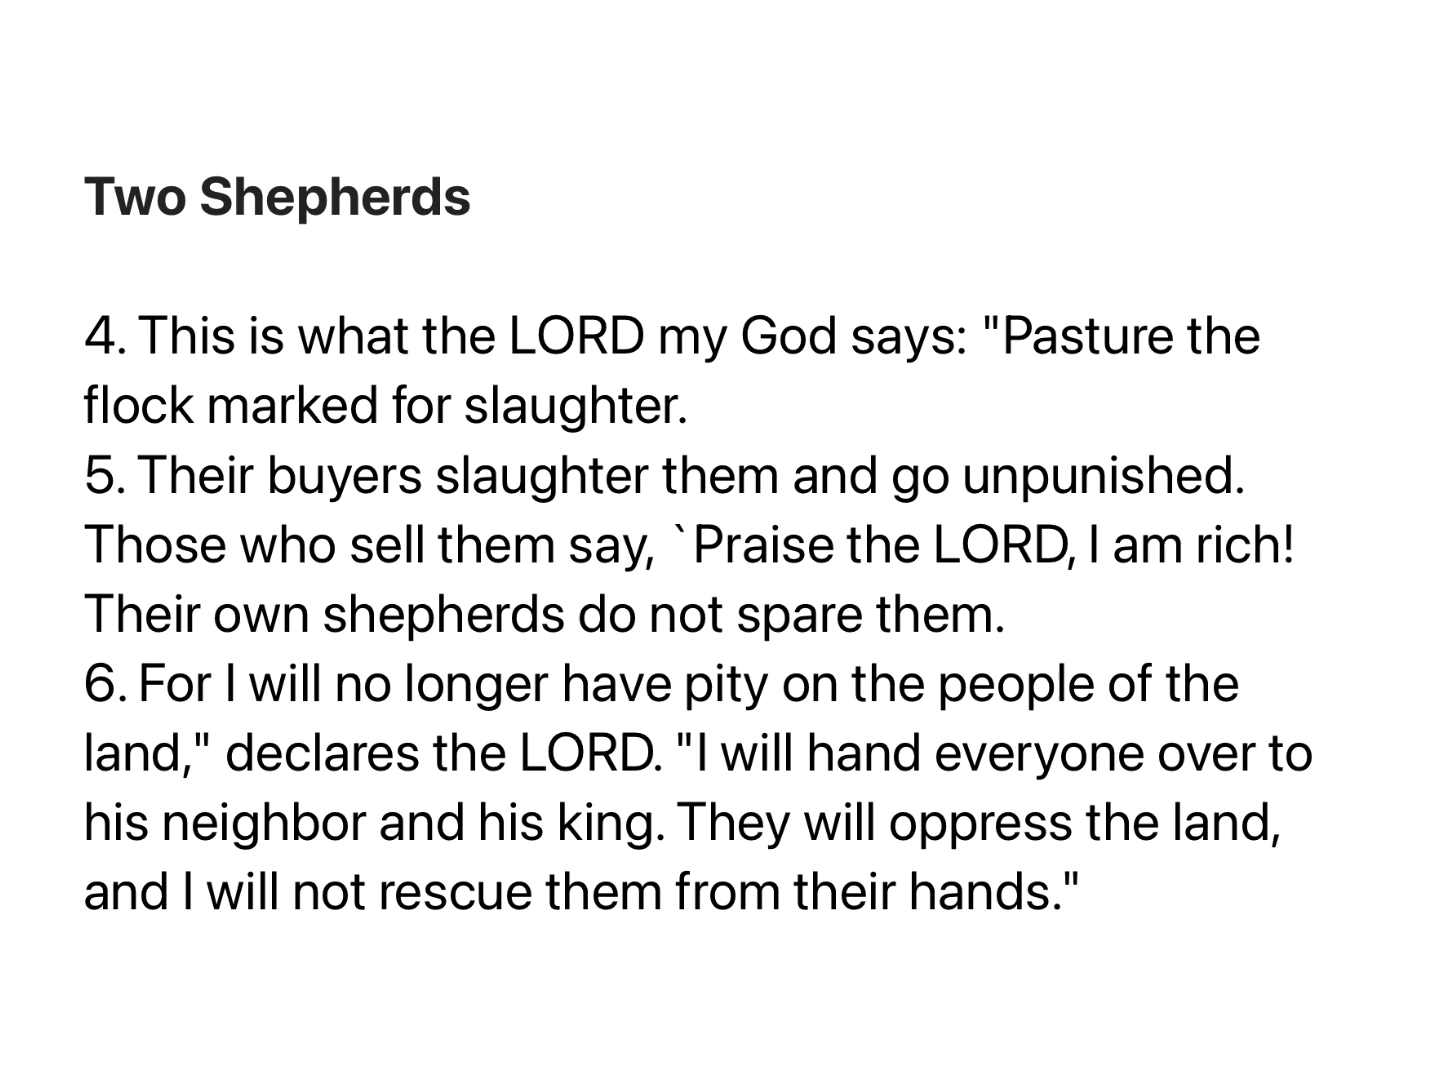 Two Shepherds
4. This is what the LORD my God says: "Pasture the
flock marked for slaughter.
5. Their buyers slaughter them and go unpunished.
Those who sell them say, `Praise the LORD, I am rich!
Their own shepherds do not spare them.
6. For I will no longer have pity on the people of the
land," declares the LORD. "I will hand everyone over to
his neighbor and his king. They will oppress the land,
and I will not rescue them from their hands."